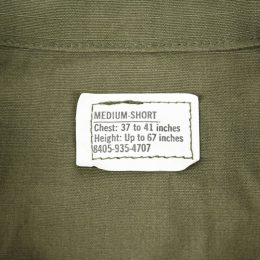 MEDIUM-SHORT
Chest: 37 to 41 inches
Height: Up to 67 inches
8405-935-4707